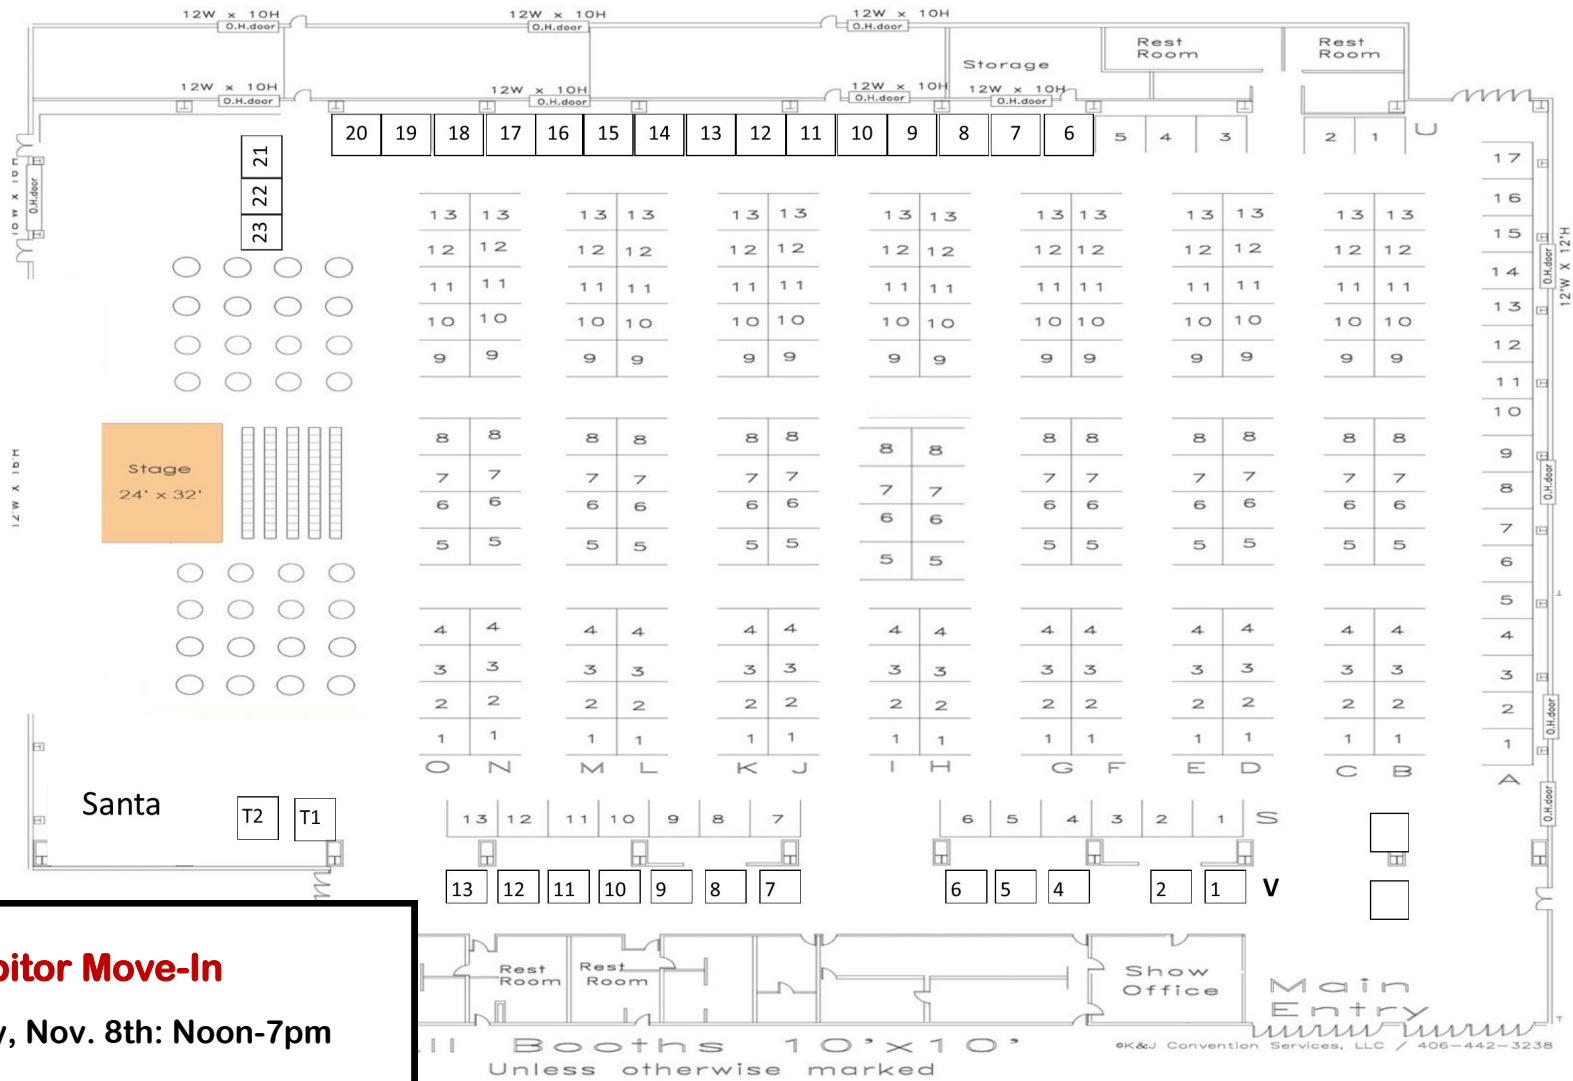 12W x 10H 12W x 10H 12W x 10H
O.H.door O.H.door O.H.door
Rest Room Rest Room
Storage
12W x 10H 12W x 10H 12W x 10H 12W x 10H
O.H.door O.H.door O.H.door O.H.door
20 19 18 17 16 15 14 13 12 11 10 9 8 7 6 5 4 3 2 1 U
21
22
23
O.H.door
17
16
15
14
13
12
11
10
9
8
7
6
5
4
3
2
1
A
O.H.door
12'W X 12'H
O.H.door
O.H.door
O.H.door
13 13 13 13 13 13 13 13 13 13 13 13 13 13
12 12 12 12 12 12 12 12 12 12 12 12 12 12
11 11 11 11 11 11 11 11 11 11 11 11 11 11
10 10 10 10 10 10 10 10 10 10 10 10 10 10
9 9 9 9 9 9 9 9 9 9 9 9 9 9
8 8 8 8 8 8 8 8 8 8 8 8 8 8
7 7 7 7 7 7 7 7 7 7 7 7 7 7
6 6 6 6 6 6 6 6 6 6 6 6 6 6
5 5 5 5 5 5 5 5 5 5 5 5 5 5
4 4 4 4 4 4 4 4 4 4 4 4 4 4
3 3 3 3 3 3 3 3 3 3 3 3 3 3
2 2 2 2 2 2 2 2 2 2 2 2 2 2
1 1 1 1 1 1 1 1 1 1 1 1 1 1
O N M L K J I H G F E D C B
Stage
24' x 32'
Santa
T2 T1
13 12 11 10 9 8 7 6 5 4 3 2 1 S
13 12 11 10 9 8 7 6 5 4 2 1 V
Rest Room
Rest Room
Show Office
Main Entry
Move-In
Nov. 8th: Noon-7pm
Booths 10'x10'
Unless otherwise marked
©K&J Convention Services, LLC / 406-442-3238